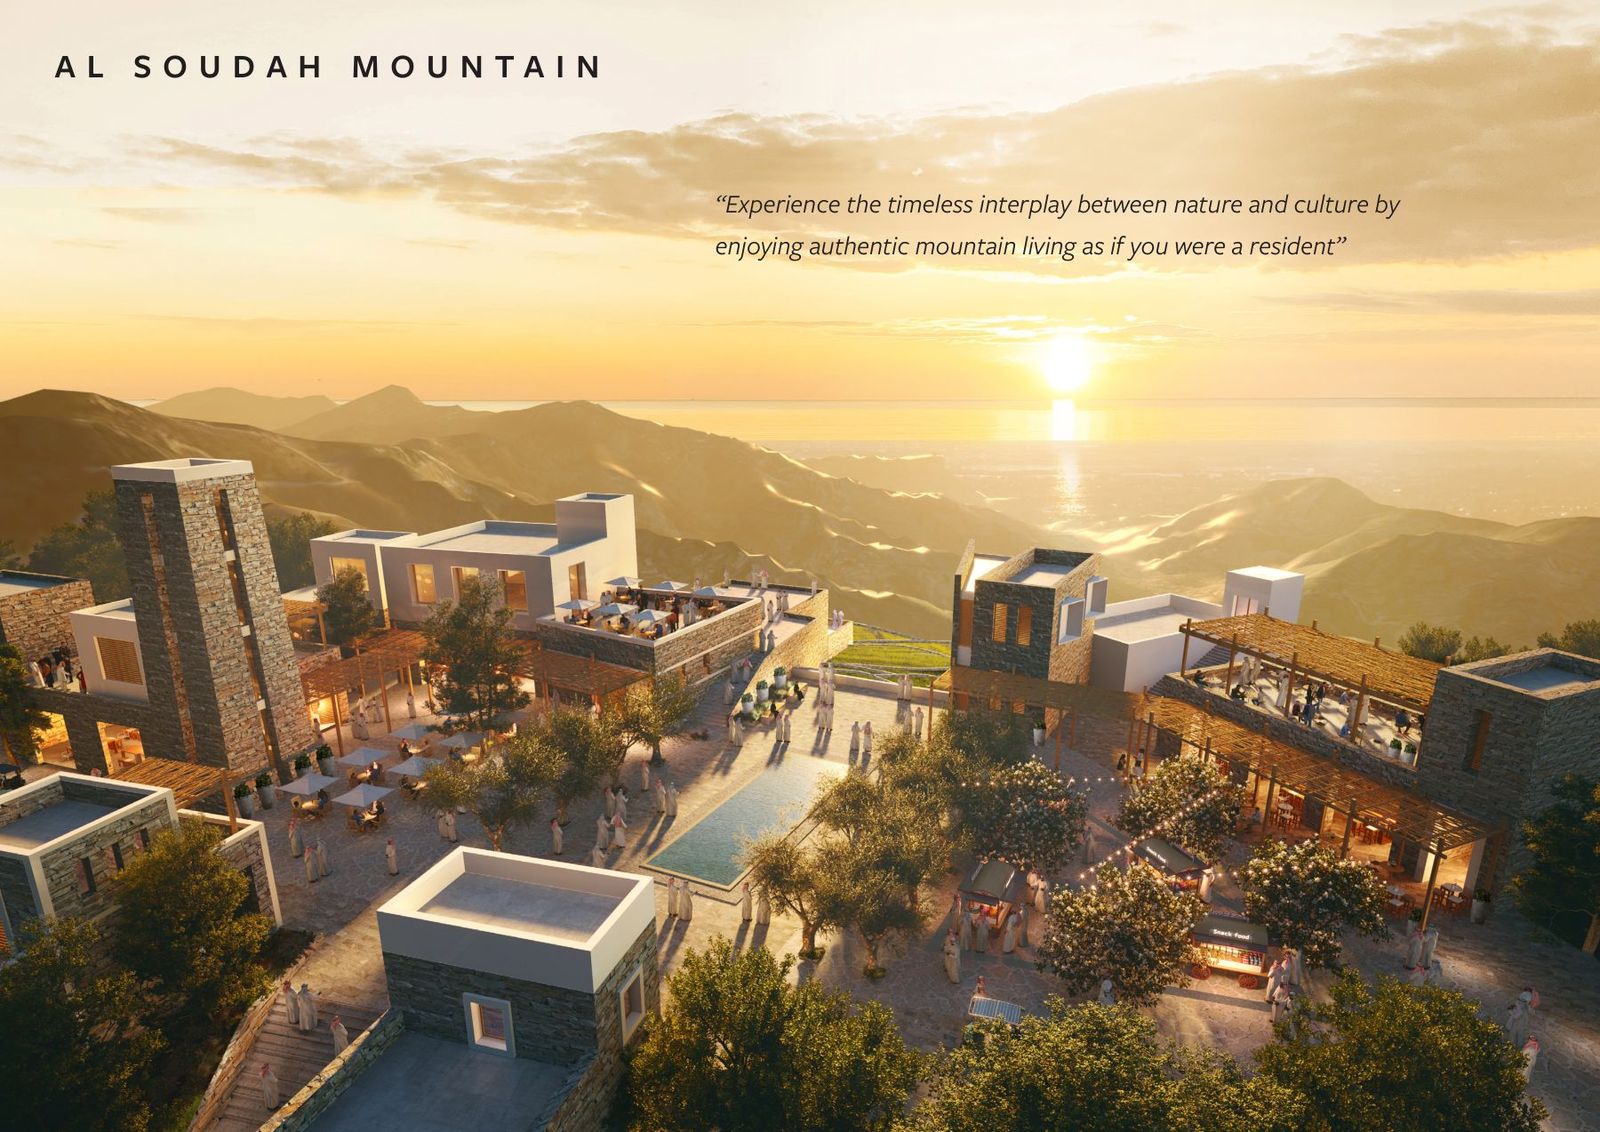 AL SOUDAH MOUNTAIN
“Experience the timeless interplay between nature and culture by
enjoying authentic mountain living as if you were a resident”
Snack Food